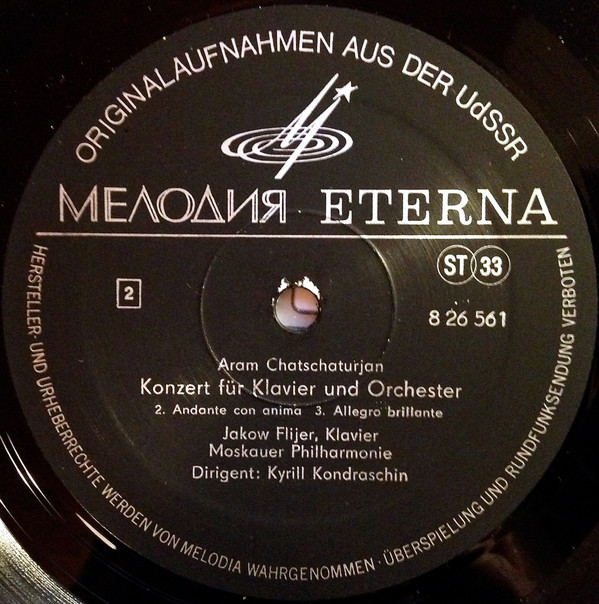 ORIGINALAUFNAHMEN AUS DER UdSSR
МЕЛОДИЯ ETERNA
ST 33
2
8 26 561
Aram Chatschaturjan
Konzert für Klavier und Orchester
2. Andante con anima 3. Allegro brillante
Jakow Flijer, Klavier
Moskauer Philharmonie
Dirigent: Kyrill Kondraschin
HERSTELLER- UND URHEBERRECHTE WERDEN VON MELODIA WAHRGENOMMEN · ÜBERSPIELUNG UND RUNDFUNKSENDUNG VERBOTEN